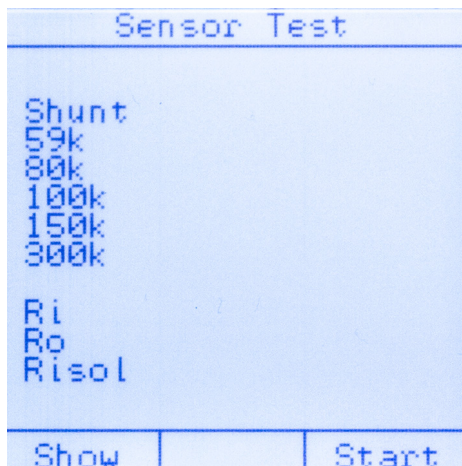 Sensor Test
Shunt
59k
80k
100k
150k
300k
Ri
Ro
Risol
Show Start